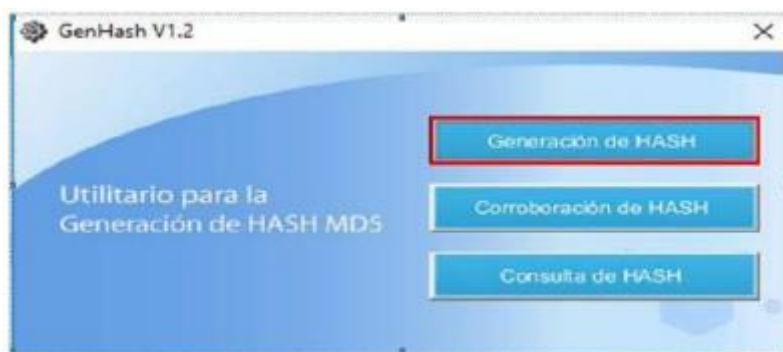 GenHash V1.2
Generación de HASH
Utilitario para la
Generación de HASH MD5
Corroboración de HASH
Consulta de HASH